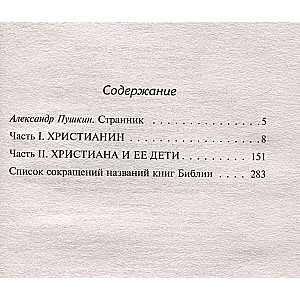 Содержание
Александр Пушкин. Странник . . . . . . . . . . . . . . . . 5
Часть I. ХРИСТИАНИН . . . . . . . . . . . . . . . . . . 8
Часть II. ХРИСТИАНА И ЕЕ ДЕТИ . . . . . . . . . . 151
Список сокращений названий книг Библии . . . . . 283